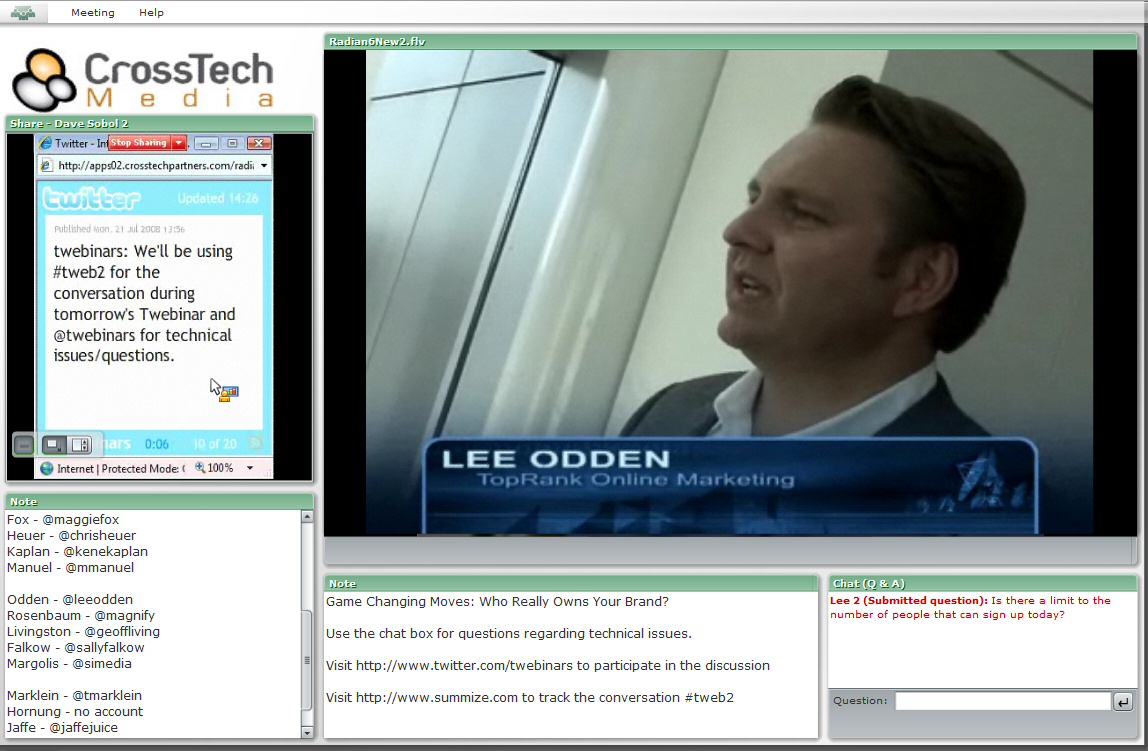 Meeting Help
CrossTech
Media
Share - Dave Sobol 2
Twitter - Int
Stop Sharing
http://apps02.crosstechpartners.com/radi
twitter
Updated 14:26
Published Mon, 21 Jul 2008 13:56
twebinars: We'll be using
#tweb2 for the
conversation during
tomorrow's Twebinar and
@twebinars for technical
issues/questions.
nars 0:06 10 of 20
Internet | Protected Mode: ( 100%
Note
Fox - @maggiefox
Heuer - @chrisheuer
Kaplan - @kenekaplan
Manuel - @mmanuel
Odden - @leeodden
Rosenbaum - @magnify
Livingston - @geoffliving
Falkow - @sallyfalkow
Margolis - @simedia
Marklein - @tmarklein
Hornung - no account
Jaffe - @jaffejuice
Radian6New2.flv
LEE ODDEN
TopRank Online Marketing
Note
Game Changing Moves: Who Really Owns Your Brand?
Use the chat box for questions regarding technical issues.
Visit http://www.twitter.com/twebinars to participate in the discussion
Visit http://www.summize.com to track the conversation #tweb2
Chat (Q & A)
Lee 2 (Submitted question): Is there a limit to the
number of people that can sign up today?
Question: